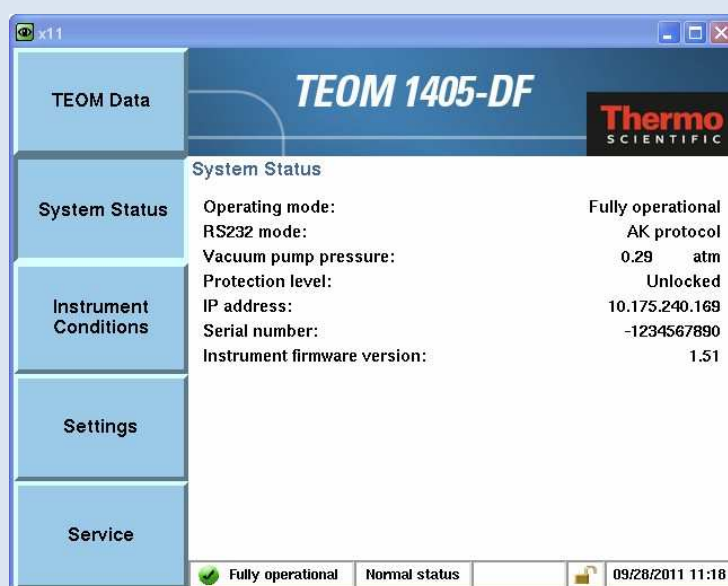 x11
TEOM Data
TEOM 1405-DF
Thermo
SCIENTIFIC
System Status
System Status
Operating mode: Fully operational
RS232 mode: AK protocol
Vacuum pump pressure: 0.29 atm
Protection level: Unlocked
IP address: 10.175.240.169
Serial number: -1234567890
Instrument firmware version: 1.51
Instrument
Conditions
Settings
Service
Fully operational Normal status 09/28/2011 11:18